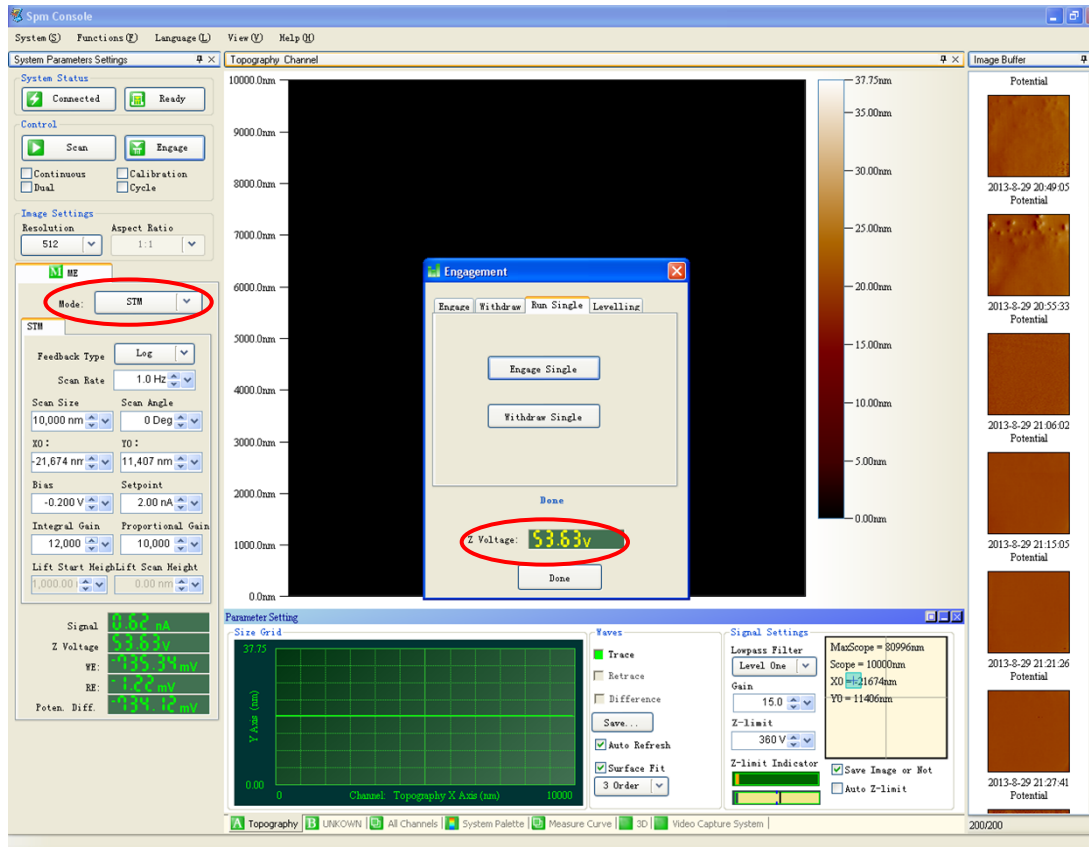 Spm Console
System(S) Functions(F) Language(L) View(V) Help(H)
System Parameters Settings
System Status
Connected Ready
Control
Scan Engage
Continuous Calibration
Dual Cycle
Image Settings
Resolution Aspect Ratio
512 1:1
M ME
Mode: STM
STM
Feedback Type Log
Scan Rate 1.0 Hz
Scan Size Scan Angle
10,000 nm 0 Deg
X0: Y0:
-21,674 nm 11,407 nm
Bias Setpoint
-0.200 V 2.00 nA
Integral Gain Proportional Gain
12,000 10,000
Lift Start Heigh Lift Scan Height
1,000.00 0.00 nm
Signal 0.62 nA
Z Voltage 53.63v
WE: -735.34 mV
RE: -1.22 mV
Poten. Diff. -734.12 mV
Topography Channel
10000.0nm
9000.0nm
8000.0nm
7000.0nm
6000.0nm
5000.0nm
4000.0nm
3000.0nm
2000.0nm
1000.0nm
0.0nm
37.75nm
35.00nm
30.00nm
25.00nm
20.00nm
15.00nm
10.00nm
5.00nm
0.00nm
Engagement
Engage Withdraw Run Single Levelling
Engage Single
Withdraw Single
Done
Z Voltage: 53.63v
Done
Parameter Setting
Size Grid
37.75
Y Axis (nm)
0.00
0 Channel: Topography X Axis (nm) 10000
Waves
Trace
Retrace
Difference
Save...
Auto Refresh
Surface Fit
3 Order
Signal Settings
Lowpass Filter
Level One
Gain
15.0
Z-limit
360 V
Z-limit Indicator
MaxScope = 80996nm
Scope = 10000nm
X0 = -21674nm
Y0 = 11406nm
Save Image or Not
Auto Z-limit
A Topography B UNKOWN All Channels System Palette Measure Curve 3D Video Capture System
Image Buffer
Potential
2013-8-29 20:49:05
Potential
2013-8-29 20:55:33
Potential
2013-8-29 21:06:02
Potential
2013-8-29 21:15:05
Potential
2013-8-29 21:21:26
Potential
2013-8-29 21:27:41
Potential
200/200